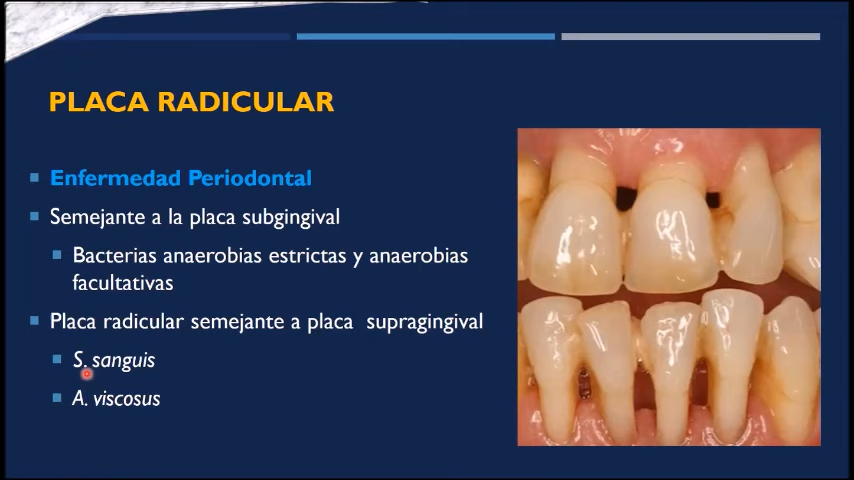 PLACA RADICULAR
Enfermedad Periodontal
Semejante a la placa subgingival
Bacterias anaerobias estrictas y anaerobias
facultativas
Placa radicular semejante a placa supragingival
S. sanguis
A. viscosus